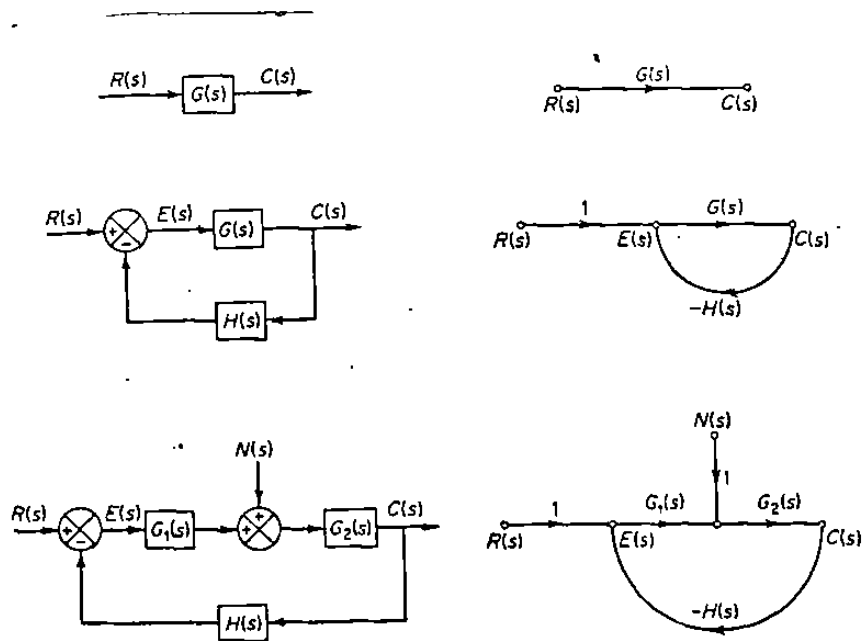 R(s) G(s) C(s)
G(s)
R(s) C(s)
R(s) + − E(s) G(s) C(s)
H(s)
1 G(s)
R(s) E(s) C(s)
−H(s)
N(s)
R(s) + − E(s) G₁(s) + + G₂(s) C(s)
H(s)
N(s)
1
1 G₁(s) G₂(s)
R(s) E(s) C(s)
−H(s)